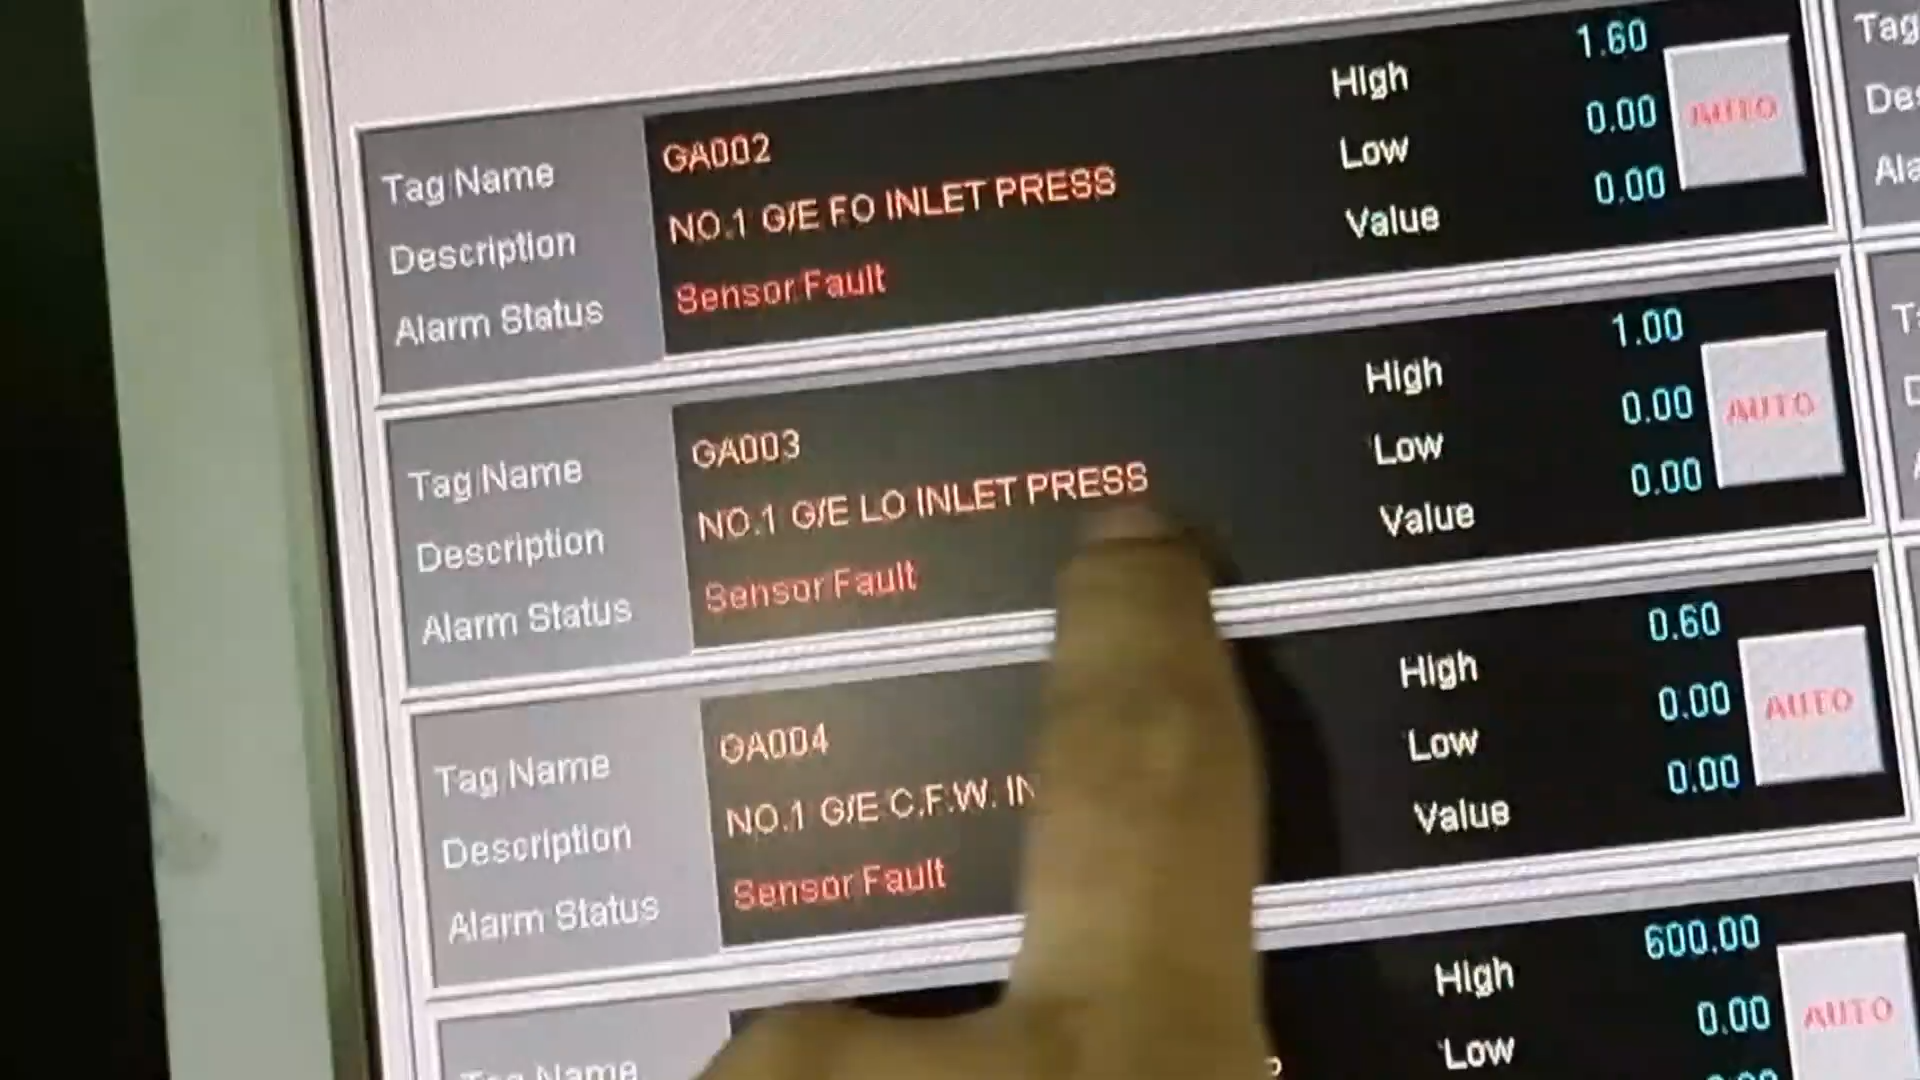 Tag Name GA002 High 1.60 AUTO
Description NO.1 G/E FO INLET PRESS Low 0.00
Alarm Status Sensor Fault Value 0.00
Tag Name GA003 High 1.00 AUTO
Description NO.1 G/E LO INLET PRESS Low 0.00
Alarm Status Sensor Fault Value 0.00
Tag Name GA004 High 0.60 AUTO
Description NO.1 G/E C.F.W. IN Low 0.00
Alarm Status Sensor Fault Value 0.00
Tag Name High 600.00 AUTO
Low 0.00
Tag